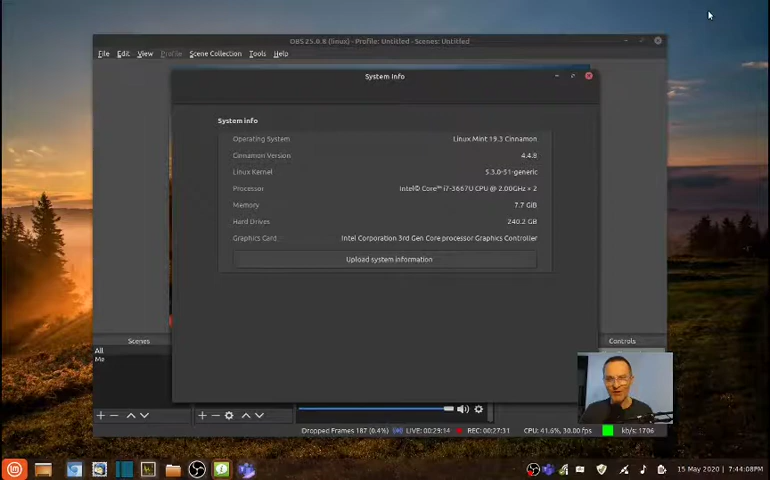 OBS 25.0.8 (linux) - Profile: Untitled - Scenes: Untitled
File Edit View Profile Scene Collection Tools Help
System Info
System info
Operating System Linux Mint 19.3 Cinnamon
Cinnamon Version 4.4.8
Linux Kernel 5.3.0-51-generic
Processor Intel© Core™ i7-3667U CPU @ 2.00GHz × 2
Memory 7.7 GiB
Hard Drives 240.2 GB
Graphics Card Intel Corporation 3rd Gen Core processor Graphics Controller
Upload system information
Scenes Controls
All
Me
Dropped Frames 187 (0.4%) LIVE: 00:29:14 REC: 00:27:31 CPU: 41.6%, 30.00 fps kb/s: 1706
15 May 2020 | 7:44:08PM